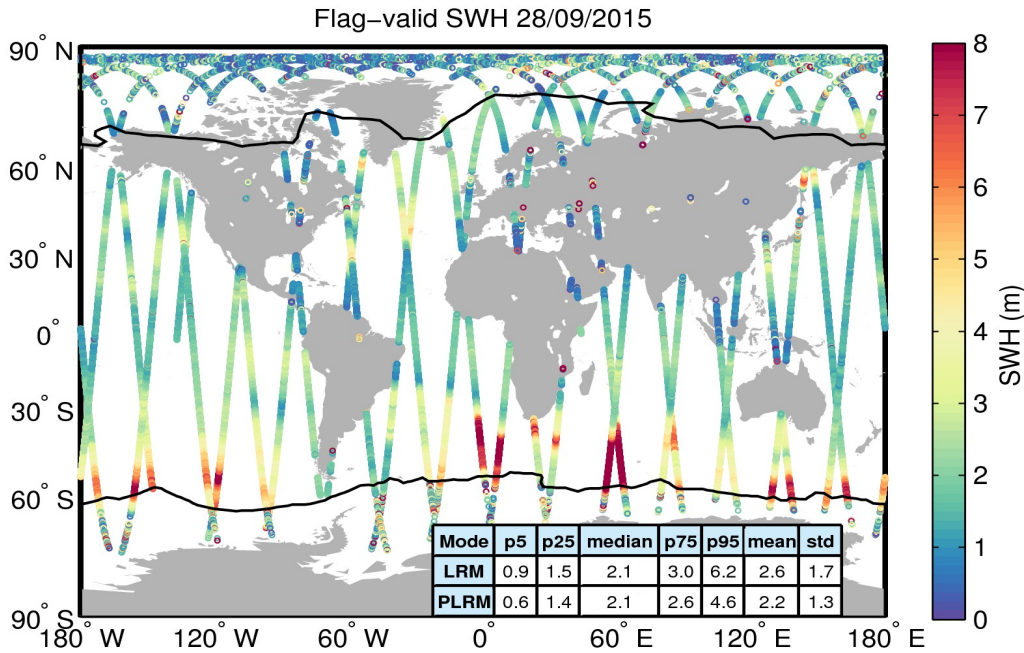 Flag−valid SWH 28/09/2015
90° N
60° N
30° N
0°
30° S
60° S
90° S
180° W
120° W
60° W
0°
60° E
120° E
180° E
Mode p5 p25 median p75 p95 mean std
LRM 0.9 1.5 2.1 3.0 6.2 2.6 1.7
PLRM 0.6 1.4 2.1 2.6 4.6 2.2 1.3
8
7
6
5
4
3
2
1
0
SWH (m)